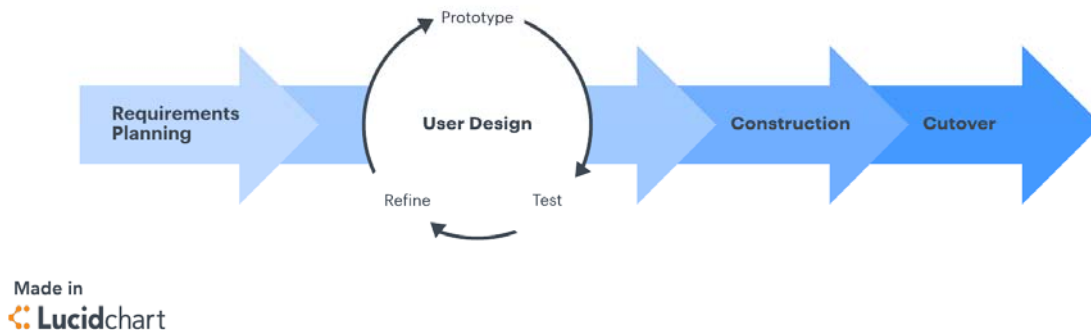 Prototype
Requirements
Planning
User Design
Construction
Cutover
Refine
Test
Made in
Lucidchart